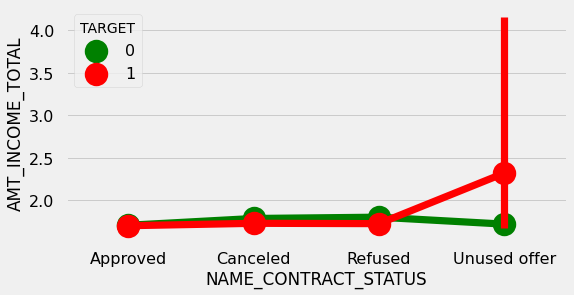 TARGET
0
1
4.0
3.5
3.0
2.5
2.0
AMT_INCOME_TOTAL
Approved Canceled Refused Unused offer
NAME_CONTRACT_STATUS